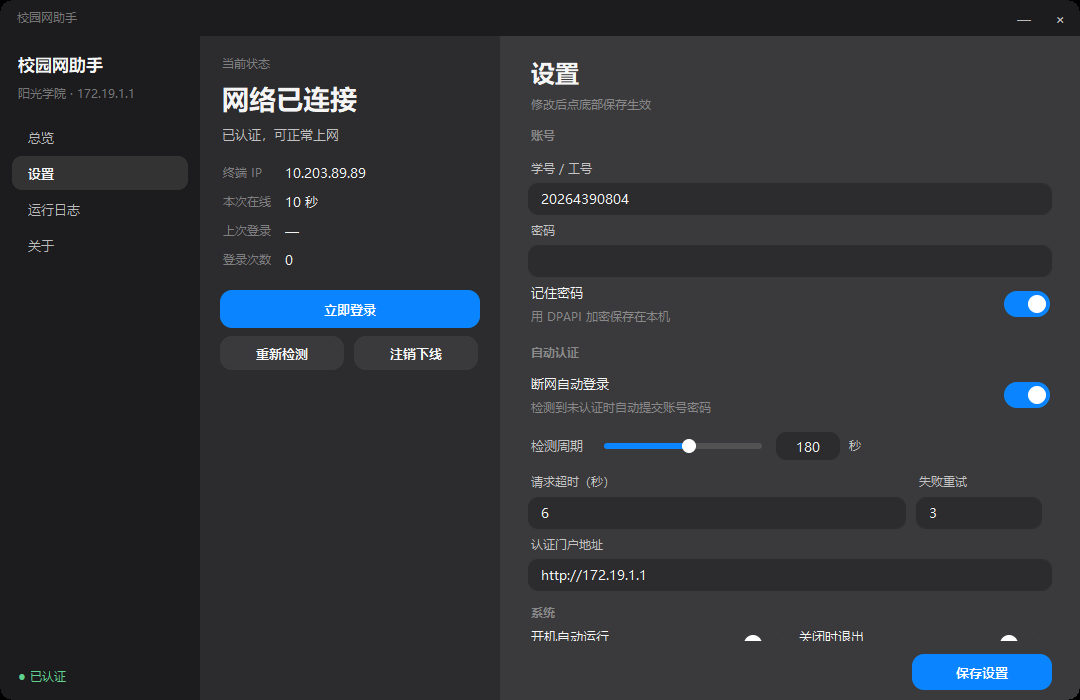 校园网助手
校园网助手
阳光学院 · 172.19.1.1
总览
设置
运行日志
关于
已认证
当前状态
网络已连接
已认证，可正常上网
终端 IP 10.203.89.89
本次在线 10 秒
上次登录 —
登录次数 0
立即登录
重新检测 注销下线
设置
修改后点底部保存生效
账号
学号 / 工号
20264390804
密码
记住密码
用 DPAPI 加密保存在本机
自动认证
断网自动登录
检测到未认证时自动提交账号密码
检测周期 180 秒
请求超时（秒） 失败重试
6 3
认证门户地址
http://172.19.1.1
系统
开机自动运行 关闭时退出
保存设置